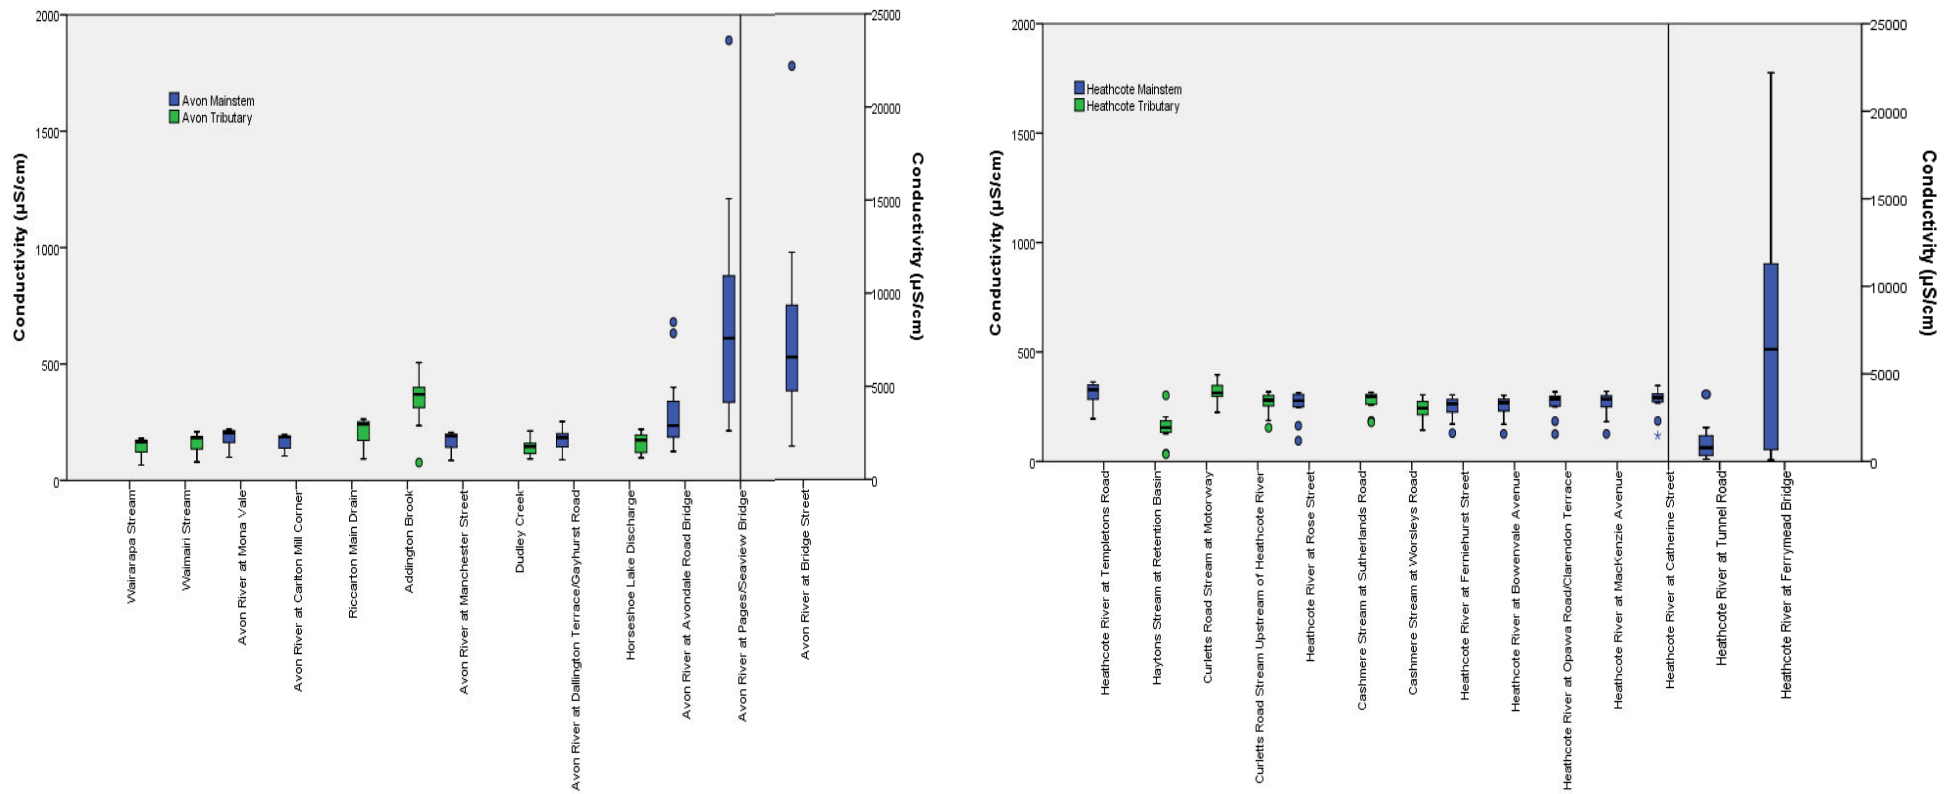 2000
1500
1000
500
0
Conductivity (µS/cm)
Avon Mainstem
Avon Tributary
25000
20000
15000
10000
5000
0
Conductivity (µS/cm)
Wairarapa Stream
Waimairi Stream
Avon River at Mona Vale
Avon River at Carlton Mill Corner
Riccarton Main Drain
Addington Brook
Avon River at Manchester Street
Dudley Creek
Avon River at Dallington Terrace/Gayhurst Road
Horseshoe Lake Discharge
Avon River at Avondale Road Bridge
Avon River at Pages/Seaview Bridge
Avon River at Bridge Street
2000
1500
1000
500
0
Conductivity (µS/cm)
Heathcote Mainstem
Heathcote Tributary
25000
20000
15000
10000
5000
0
Conductivity (µS/cm)
Heathcote River at Templetons Road
Haytons Stream at Retention Basin
Curletts Road Stream at Motorway
Curletts Road Stream Upstream of Heathcote River
Heathcote River at Rose Street
Cashmere Stream at Sutherlands Road
Cashmere Stream at Worsleys Road
Heathcote River at Ferniehurst Street
Heathcote River at Bowenvale Avenue
Heathcote River at Opawa Road/Clarendon Terrace
Heathcote River at MacKenzie Avenue
Heathcote River at Catherine Street
Heathcote River at Tunnel Road
Heathcote River at Ferrymead Bridge